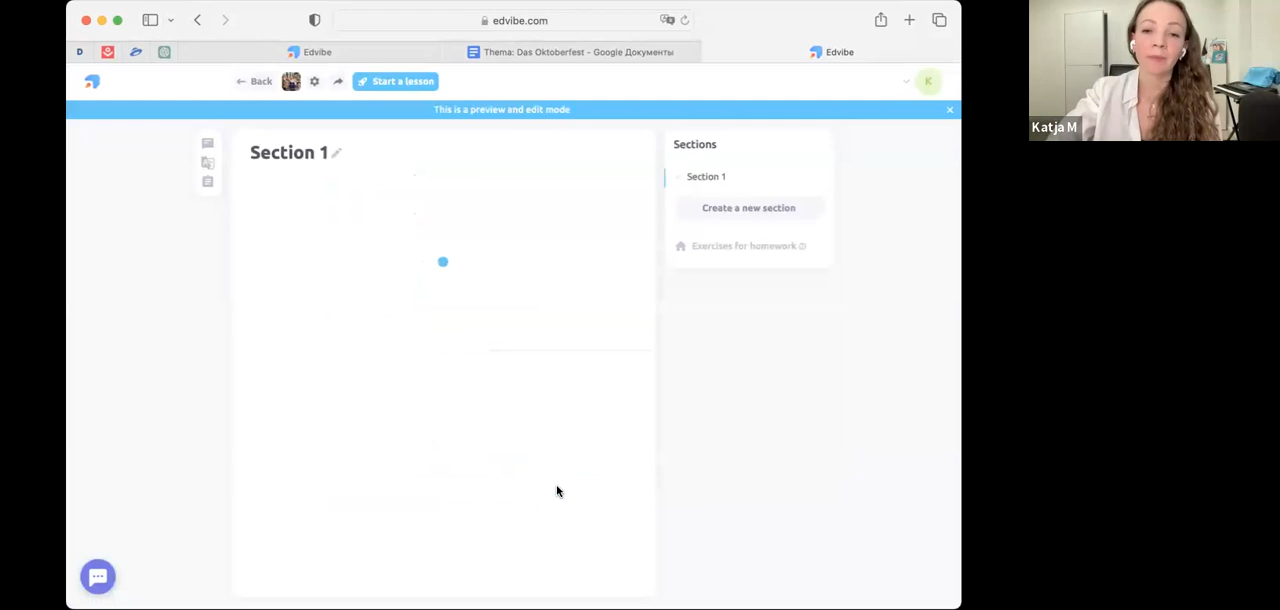 edvibe.com
D
Edvibe
Thema: Das Oktoberfest - Google Документы
Edvibe
Back
Start a lesson
K
This is a preview and edit mode
Section 1
Sections
Section 1
Create a new section
Exercises for homework
Katja M